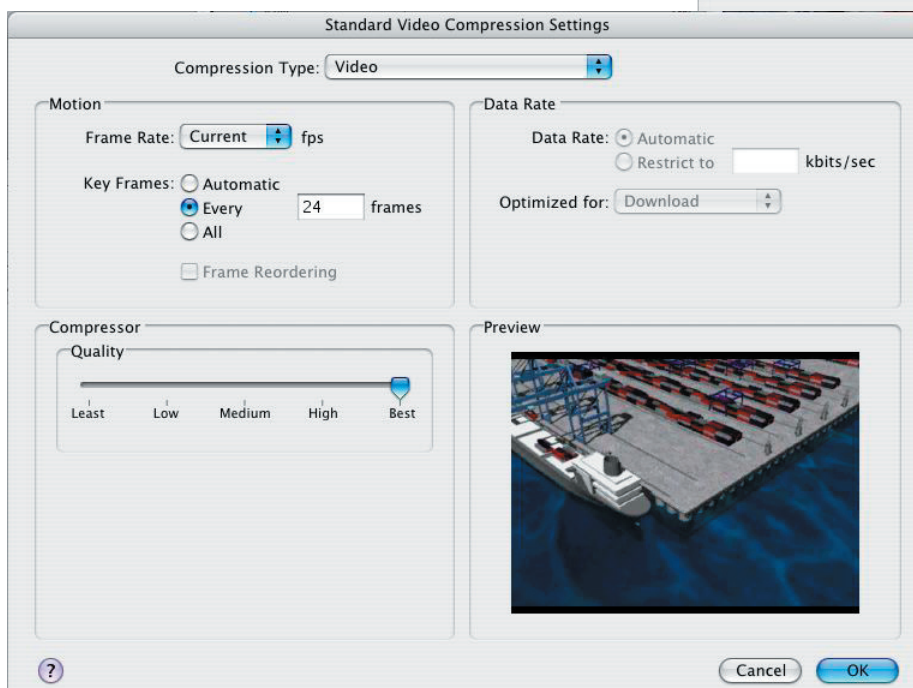 Standard Video Compression Settings
Compression Type: Video
Motion
Frame Rate: Current fps
Key Frames: Automatic
Every 24 frames
All
Frame Reordering
Data Rate
Data Rate: Automatic
Restrict to kbits/sec
Optimized for: Download
Compressor
Quality
Least Low Medium High Best
Preview
?
Cancel OK